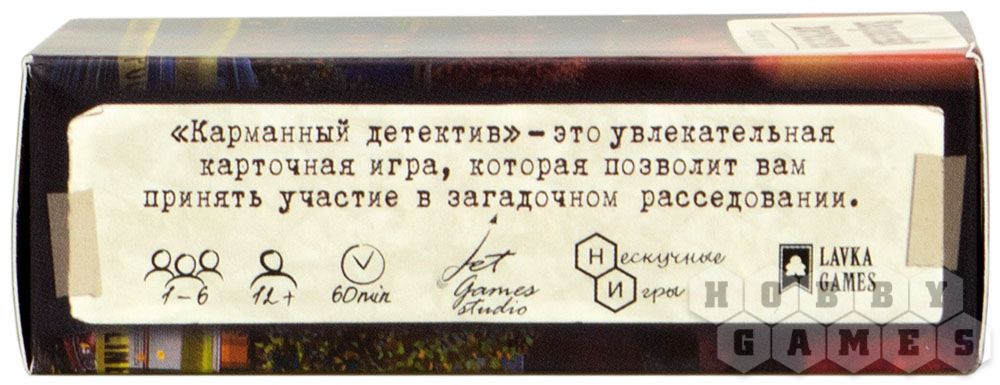 «Карманный детектив» – это увлекательная
карточная игра, которая позволит вам
принять участие в загадочном расседовании.
1-6
12+
60min
Jet
Games
studio
Нескучные
Игры
LAVKA
GAMES
HOBBY
GAMES